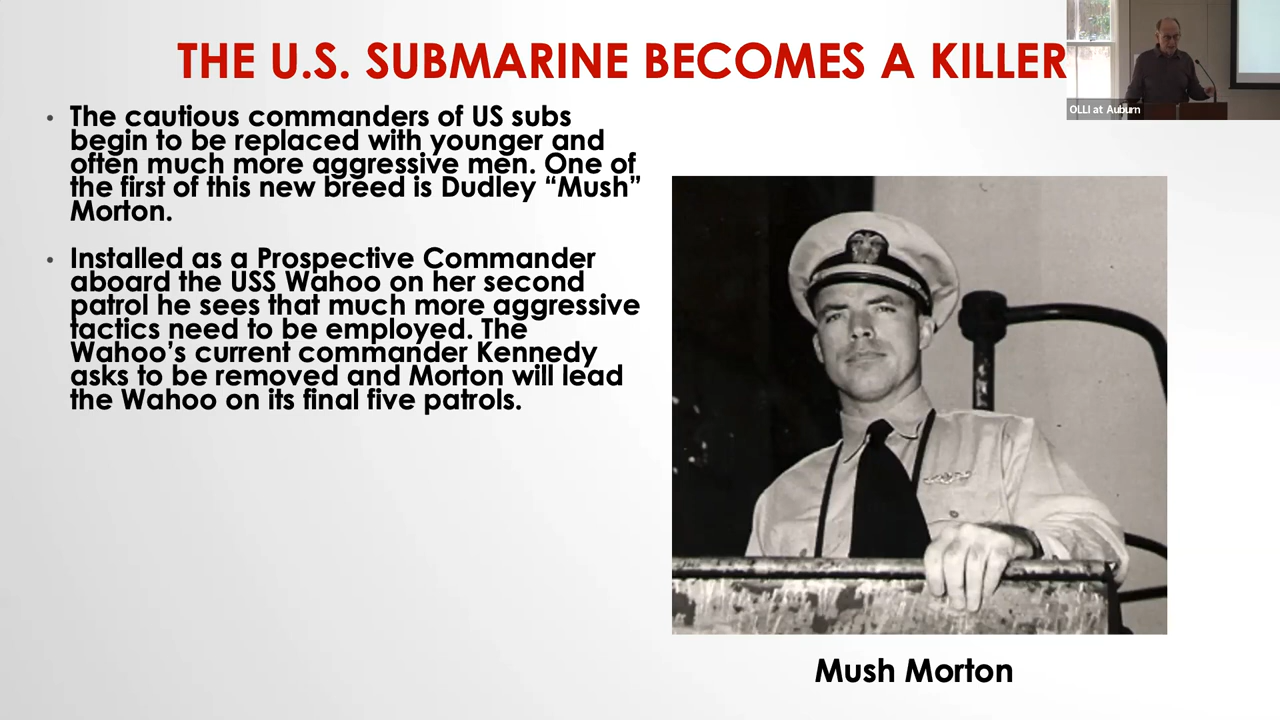 THE U.S. SUBMARINE BECOMES A KILLER
OLLI at Auburn
• The cautious commanders of US subs
begin to be replaced with younger and
often much more aggressive men. One of
the first of this new breed is Dudley “Mush”
Morton.
• Installed as a Prospective Commander
aboard the USS Wahoo on her second
patrol he sees that much more aggressive
tactics need to be employed. The
Wahoo’s current commander Kennedy
asks to be removed and Morton will lead
the Wahoo on its final five patrols.
Mush Morton